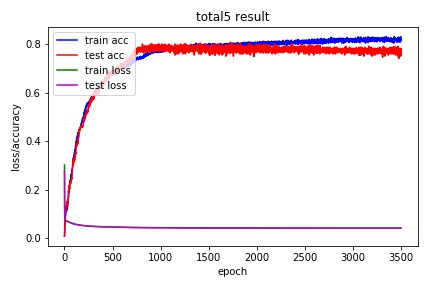 total5 result
train acc
test acc
train loss
test loss
loss/accuracy
0.8
0.6
0.4
0.2
0.0
0
500
1000
1500
2000
2500
3000
3500
epoch